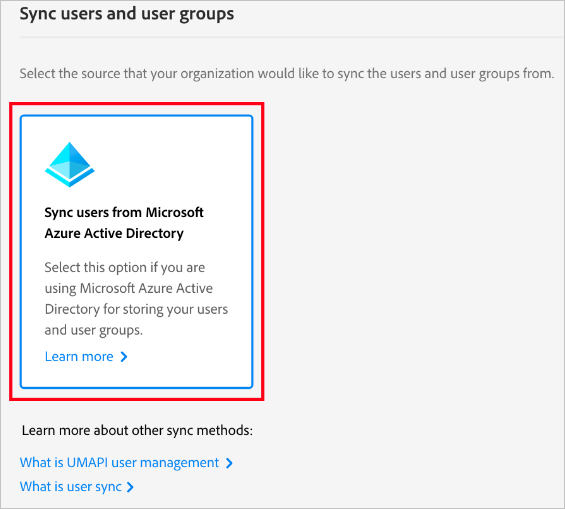 Sync users and user groups
Select the source that your organization would like to sync the users and user groups from.
Sync users from Microsoft
Azure Active Directory
Select this option if you are
using Microsoft Azure Active
Directory for storing your users
and user groups.
Learn more
Learn more about other sync methods:
What is UMAPI user management
What is user sync